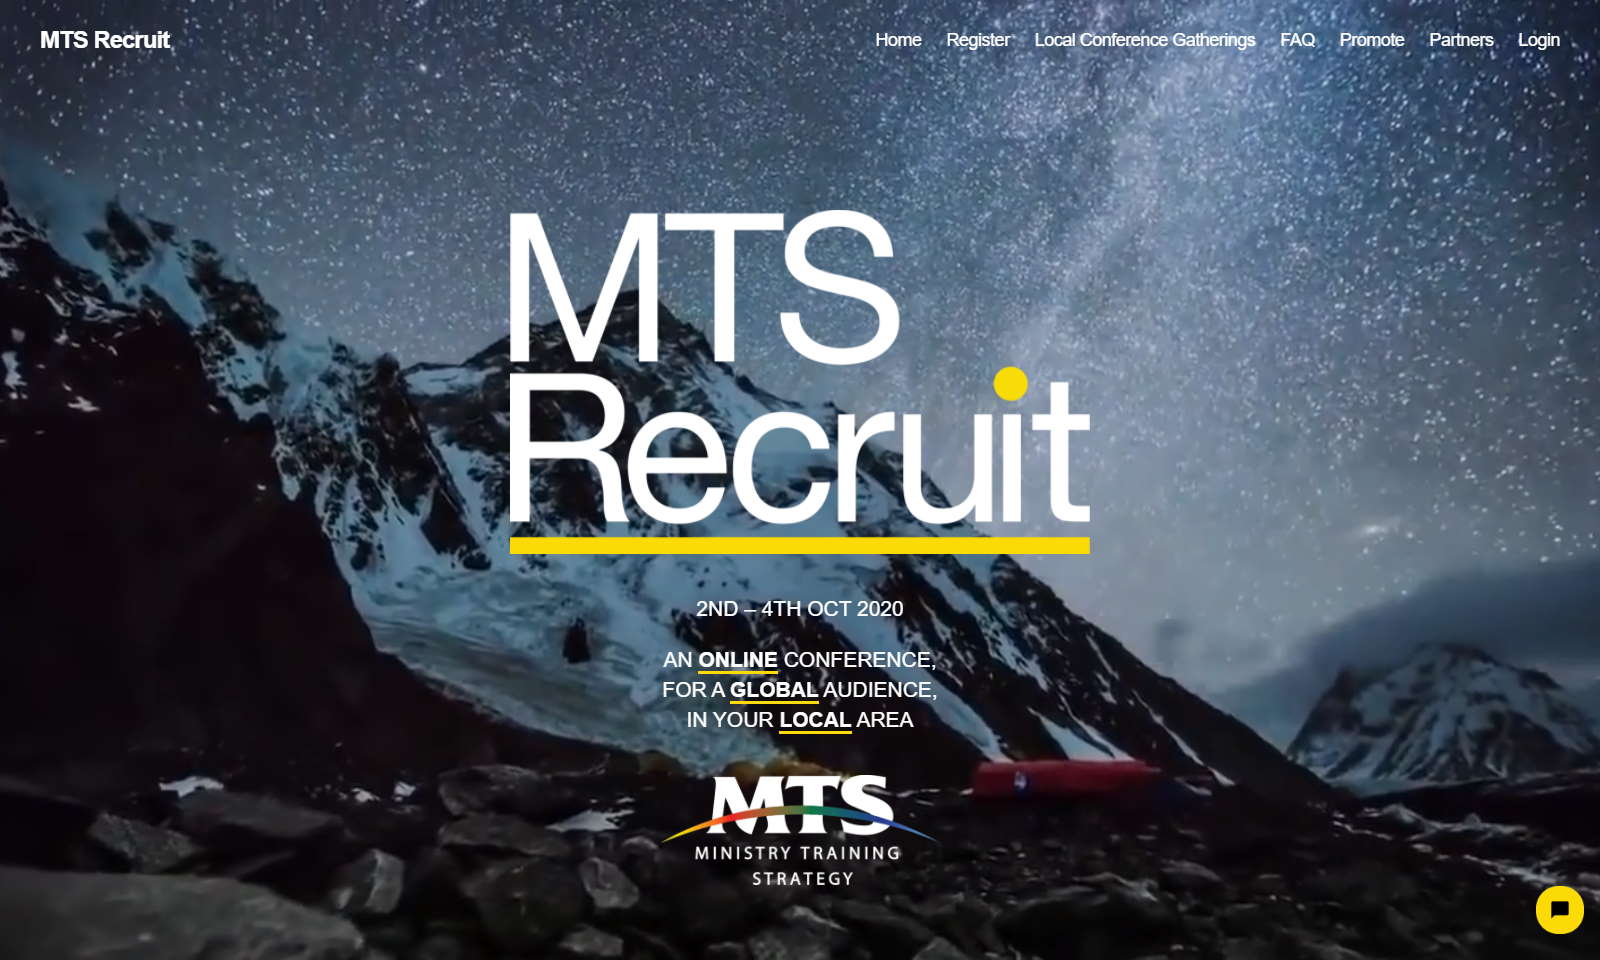 MTS Recruit
Home Register Local Conference Gatherings FAQ Promote Partners Login
MTS
Recruit
2ND – 4TH OCT 2020
AN ONLINE CONFERENCE,
FOR A GLOBAL AUDIENCE,
IN YOUR LOCAL AREA
MTS
MINISTRY TRAINING
STRATEGY